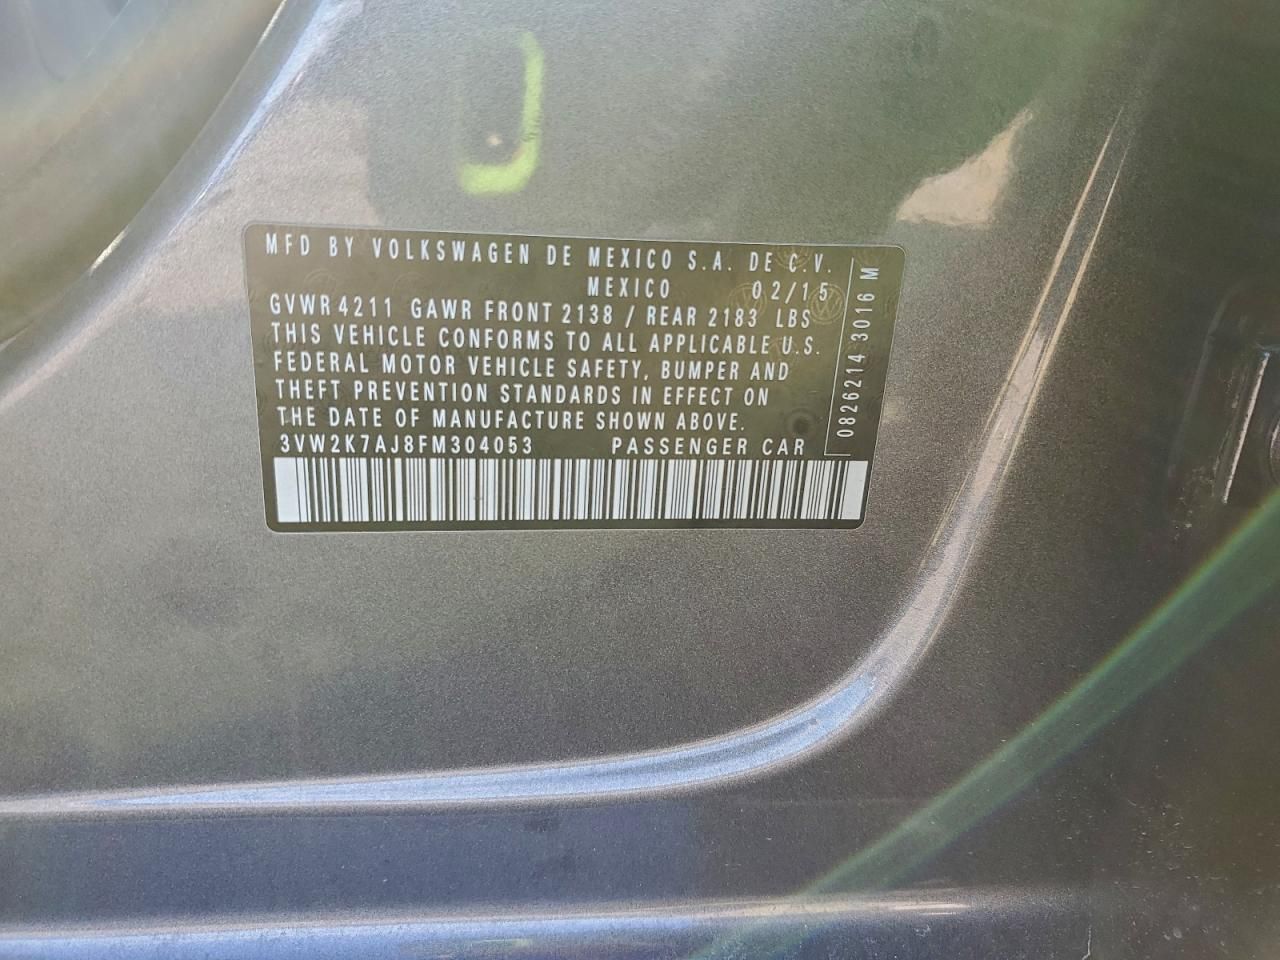 MFD BY VOLKSWAGEN DE MEXICO S.A. DE C.V.
MEXICO 02/15
GVWR 4211 GAWR FRONT 2138 / REAR 2183 LBS
THIS VEHICLE CONFORMS TO ALL APPLICABLE U.S.
FEDERAL MOTOR VEHICLE SAFETY, BUMPER AND
THEFT PREVENTION STANDARDS IN EFFECT ON
THE DATE OF MANUFACTURE SHOWN ABOVE.
3VW2K7AJ8FM304053 PASSENGER CAR
0826214 3016 M